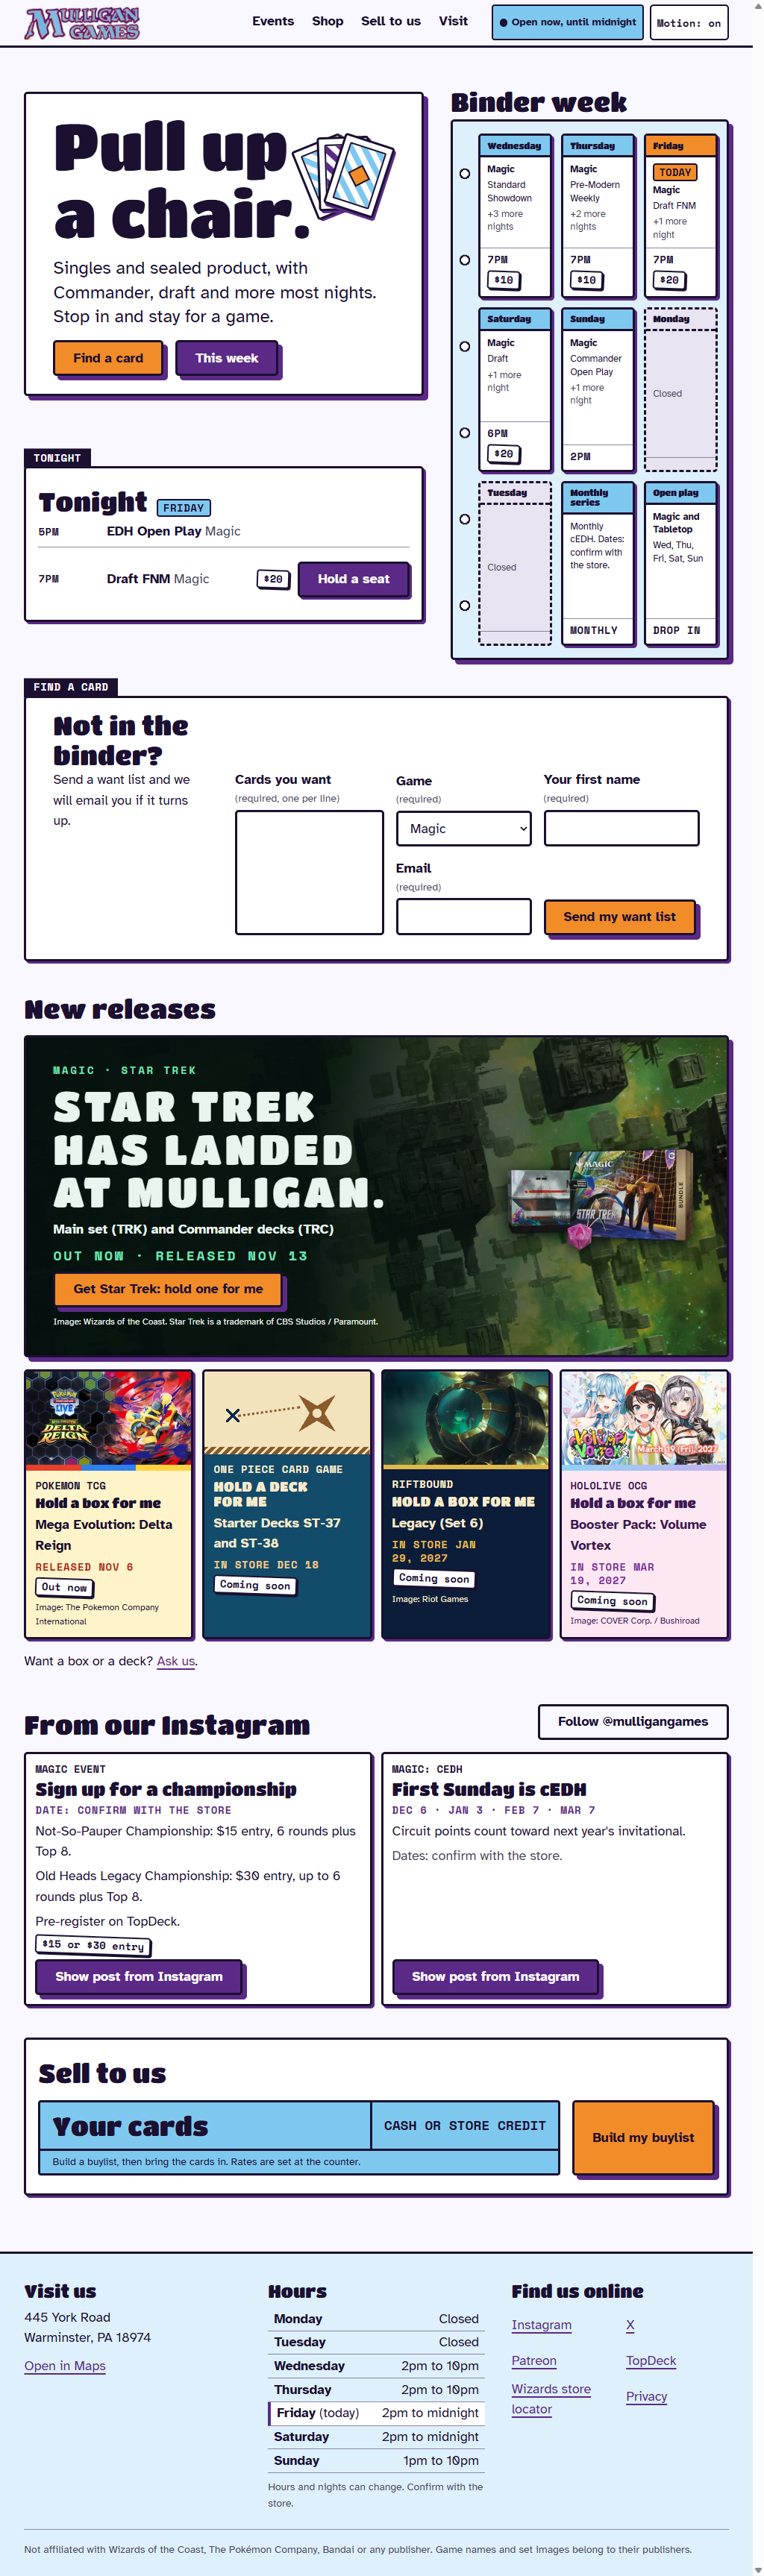 MULLIGAN
GAMES
Events
Shop
Sell to us
Visit
Open now, until midnight
Motion: on
Pull up
a chair.
Singles and sealed product, with
Commander, draft and more most nights.
Stop in and stay for a game.
Find a card
This week
TONIGHT
Tonight FRIDAY
5PM EDH Open Play Magic
7PM Draft FNM Magic $20 Hold a seat
Binder week
Wednesday
Magic
Standard
Showdown
+3 more
nights
7PM
$10
Thursday
Magic
Pre-Modern
Weekly
+2 more
nights
7PM
$10
Friday
TODAY
Magic
Draft FNM
+1 more
night
7PM
$20
Saturday
Magic
Draft
+1 more
night
6PM
$20
Sunday
Magic
Commander
Open Play
+1 more
night
2PM
Monday
Closed
Tuesday
Closed
Monthly
series
Monthly
cEDH. Dates:
confirm with
the store.
MONTHLY
Open play
Magic and
Tabletop
Wed, Thu,
Fri, Sat, Sun
DROP IN
FIND A CARD
Not in the
binder?
Send a want list and we
will email you if it turns
up.
Cards you want
(required, one per line)
Game
(required)
Magic
Email
(required)
Your first name
(required)
Send my want list
New releases
MAGIC · STAR TREK
STAR TREK
HAS LANDED
AT MULLIGAN.
Main set (TRK) and Commander decks (TRC)
OUT NOW · RELEASED NOV 13
Get Star Trek: hold one for me
Image: Wizards of the Coast. Star Trek is a trademark of CBS Studios / Paramount.
MAGIC
STAR TREK
BUNDLE
POKÉMON
LIVE
DELTA
REIGN
POKEMON TCG
Hold a box for me
Mega Evolution: Delta
Reign
RELEASED NOV 6
Out now
Image: The Pokemon Company
International
ONE PIECE CARD GAME
HOLD A DECK
FOR ME
Starter Decks ST-37
and ST-38
IN STORE DEC 18
Coming soon
RIFTBOUND
HOLD A BOX FOR ME
Legacy (Set 6)
IN STORE JAN
29, 2027
Coming soon
Image: Riot Games
Volume
Vortex
March 19 (Fri), 2027
HOLOLIVE OCG
Hold a box for me
Booster Pack: Volume
Vortex
IN STORE MAR
19, 2027
Coming soon
Image: COVER Corp. / Bushiroad
Want a box or a deck? Ask us.
From our Instagram
Follow @mulligangames
MAGIC EVENT
Sign up for a championship
DATE: CONFIRM WITH THE STORE
Not-So-Pauper Championship: $15 entry, 6 rounds plus
Top 8.
Old Heads Legacy Championship: $30 entry, up to 6
rounds plus Top 8.
Pre-register on TopDeck.
$15 or $30 entry
Show post from Instagram
MAGIC: CEDH
First Sunday is cEDH
DEC 6 · JAN 3 · FEB 7 · MAR 7
Circuit points count toward next year's invitational.
Dates: confirm with the store.
Show post from Instagram
Sell to us
Your cards
CASH OR STORE CREDIT
Build a buylist, then bring the cards in. Rates are set at the counter.
Build my buylist
Visit us
445 York Road
Warminster, PA 18974
Open in Maps
Hours
Monday Closed
Tuesday Closed
Wednesday 2pm to 10pm
Thursday 2pm to 10pm
Friday (today) 2pm to midnight
Saturday 2pm to midnight
Sunday 1pm to 10pm
Hours and nights can change. Confirm with the
store.
Find us online
Instagram
X
Patreon
TopDeck
Wizards store
locator
Privacy
Not affiliated with Wizards of the Coast, The Pokémon Company, Bandai or any publisher. Game names and set images belong to their publishers.